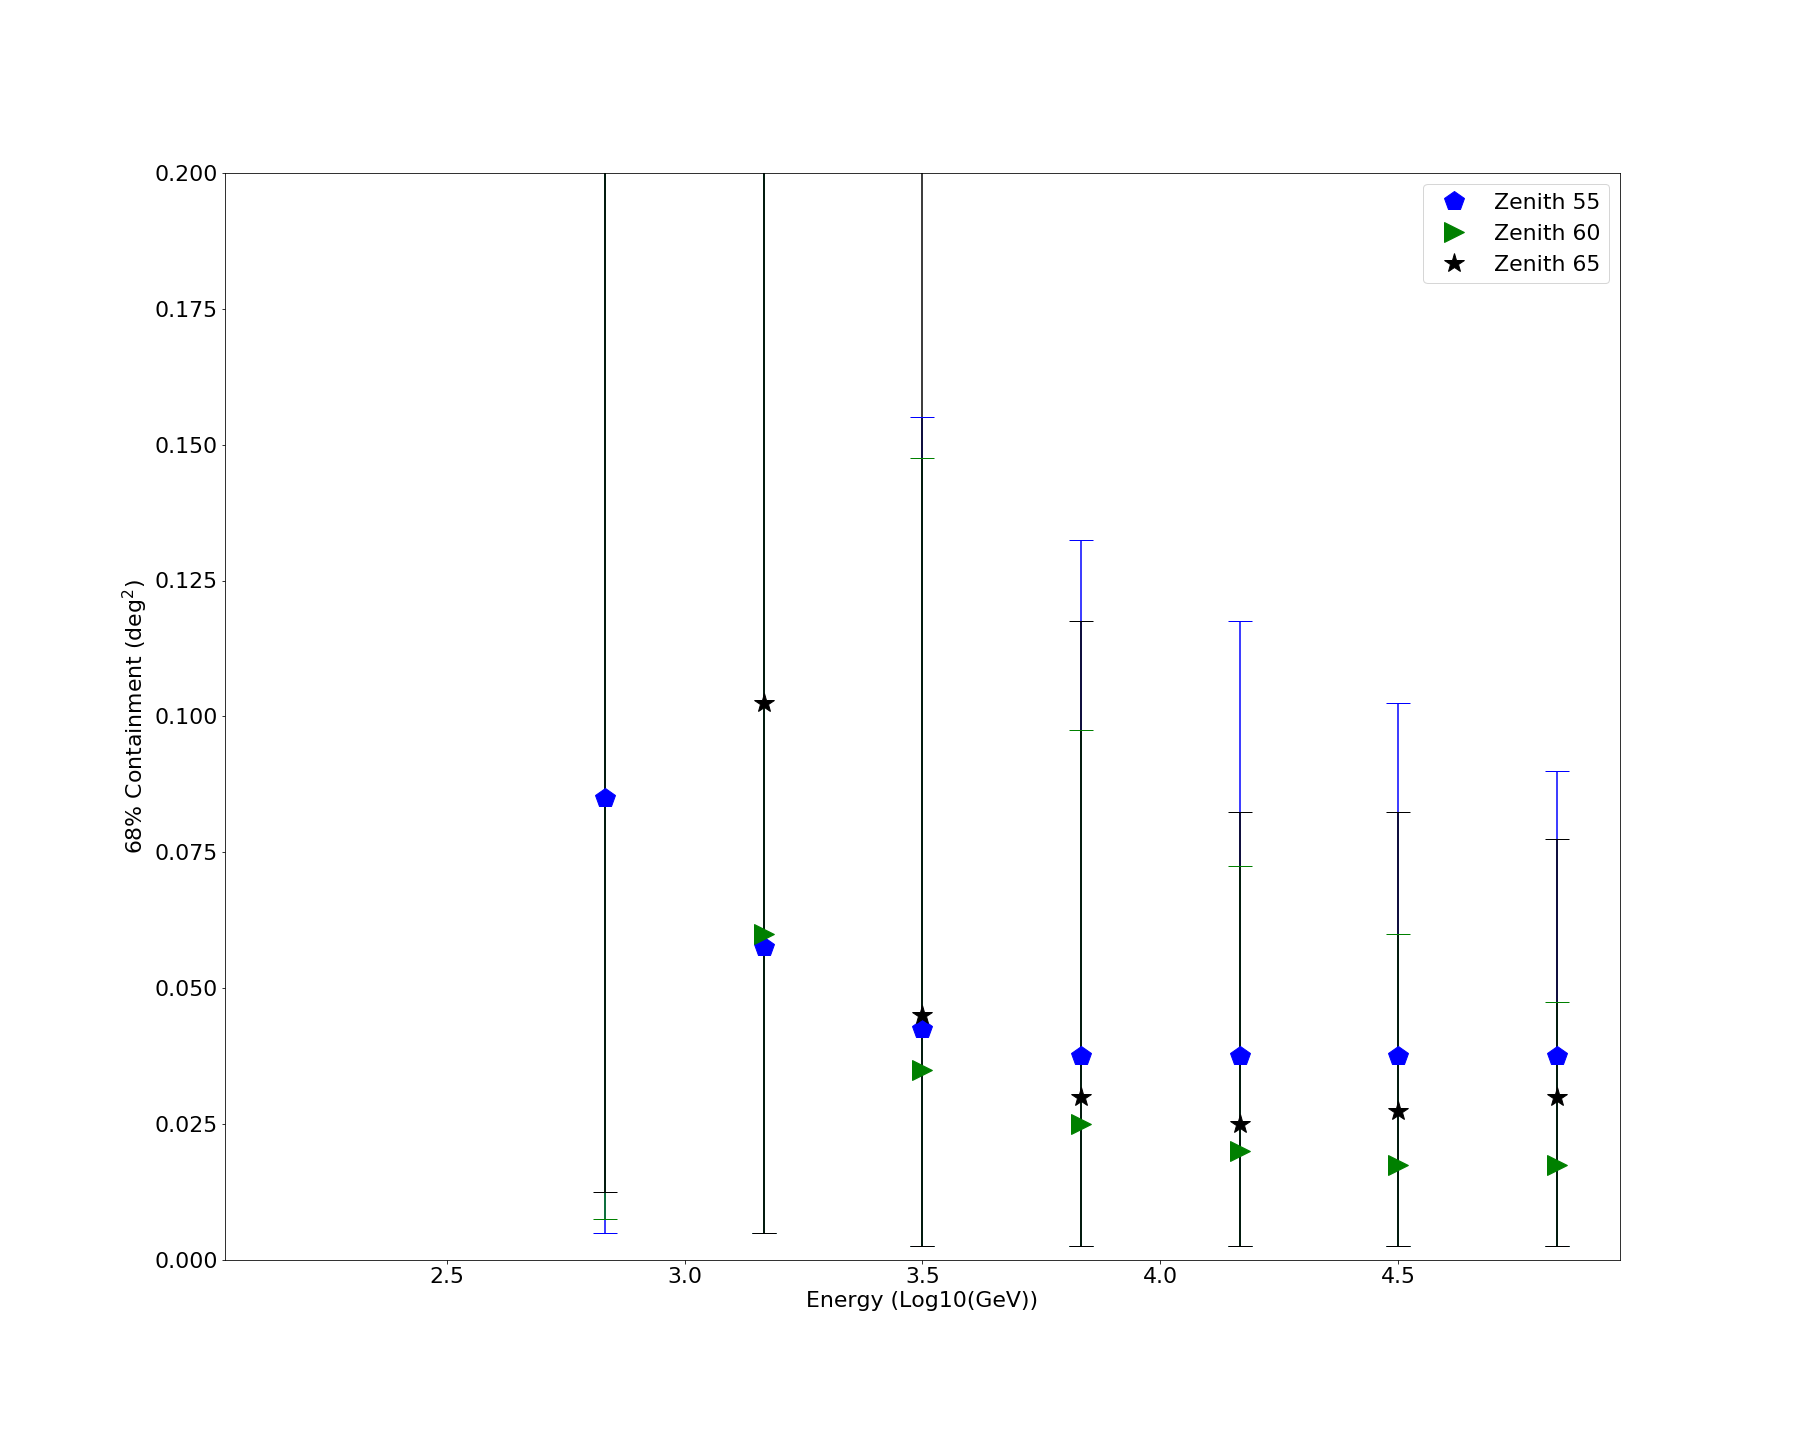 0.200
0.175
0.150
0.125
0.100
0.075
0.050
0.025
0.000
68% Containment (deg²)
2.5 3.0 3.5 4.0 4.5
Energy (Log10(GeV))
Zenith 55
Zenith 60
Zenith 65